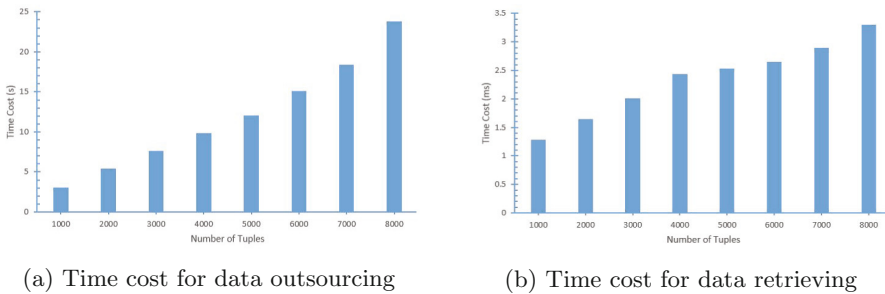 25
20
15
10
5
0
Time Cost (s)
1000 2000 3000 4000 5000 6000 7000 8000
Number of Tuples
(a) Time cost for data outsourcing
3.5
3
2.5
2
1.5
1
0.5
0
Time Cost (ms)
1000 2000 3000 4000 5000 6000 7000 8000
Number of Tuples
(b) Time cost for data retrieving